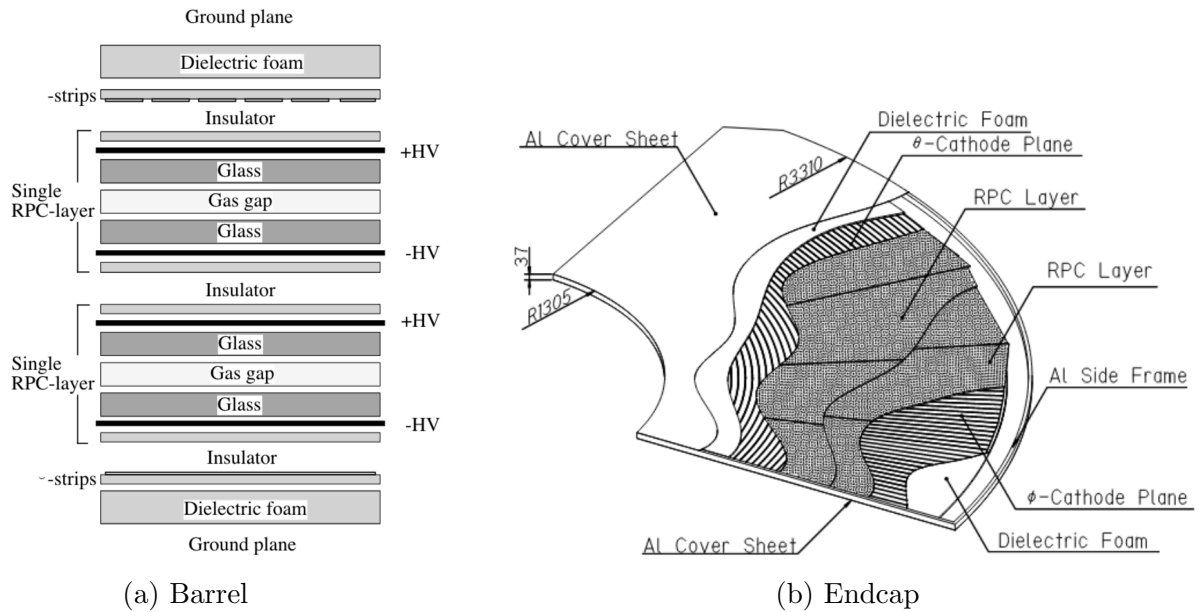 Ground plane
Dielectric foam
-strips
Insulator
+HV
Glass
Single
RPC-layer
Gas gap
Glass
-HV
Insulator
+HV
Glass
Single
RPC-layer
Gas gap
Glass
-HV
Insulator
-strips
Dielectric foam
Ground plane
(a) Barrel
Al Cover Sheet
Dielectric Foam
θ-Cathode Plane
R3310
RPC Layer
RPC Layer
37
R1305
Al Side Frame
ϕ-Cathode Plane
Dielectric Foam
Al Cover Sheet
(b) Endcap